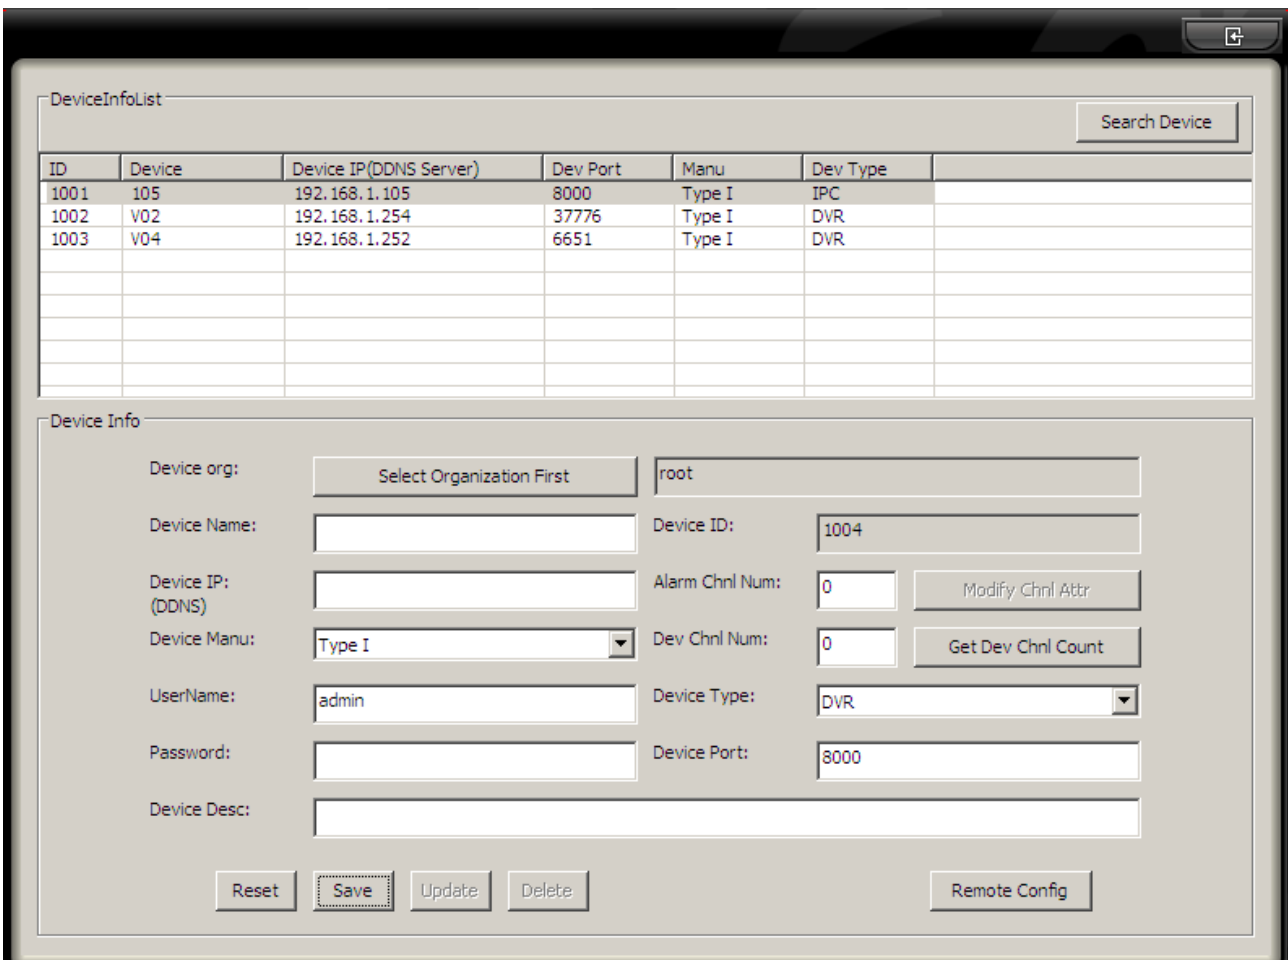 DeviceInfoList
Search Device
ID Device Device IP(DDNS Server) Dev Port Manu Dev Type
1001 105 192.168.1.105 8000 Type I IPC
1002 V02 192.168.1.254 37776 Type I DVR
1003 V04 192.168.1.252 6651 Type I DVR
Device Info
Device org: Select Organization First root
Device Name: Device ID: 1004
Device IP: Alarm Chnl Num: 0 Modify Chnl Attr
(DDNS)
Device Manu: Type I Dev Chnl Num: 0 Get Dev Chnl Count
UserName: admin Device Type: DVR
Password: Device Port: 8000
Device Desc:
Reset Save Update Delete Remote Config